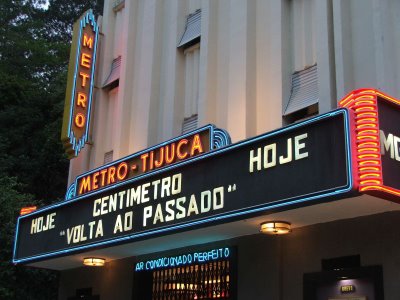 METRO
METRO-TIJUCA
HOJE
CENTIMETRO
HOJE
"VOLTA AO PASSADO"
AR CONDICIONADO PERFEITO